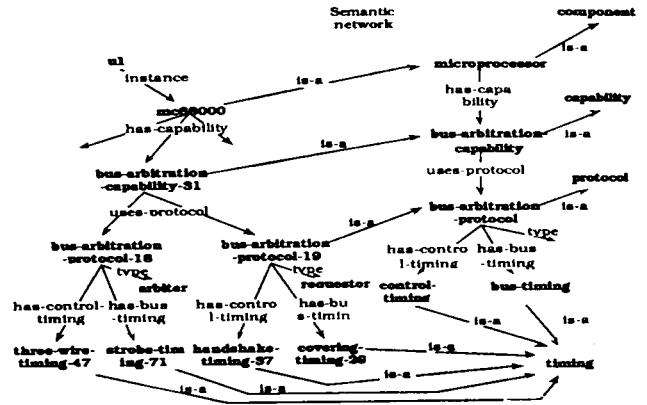 Semantic
network
component
u1
instance
is-a
is-a
microprocessor
has-capa
bility
mc68000
has-capability
capability
is-a
bus-arbitration
capability
is-a
bus-arbitration
-capability-31
uses-protocol
protocol
uses-protocol
is-a
bus-arbitration
-protocol
is-a
type
bus-arbitration
-protocol-18
type
arbiter
bus-arbitration
-protocol-19
type
requestor
has-contro
l-timing
has-bus
-timing
control-
timing
bus-timing
has-control-
timing
has-bus
-timing
has-contro
l-timing
has-bu
s-timin
is-a
is-a
three-wire-
timing-47
strobe-tim
ing-71
handshake-
timing-37
covering-
timing-29
is-a
timing
is-a
is-a
is-a